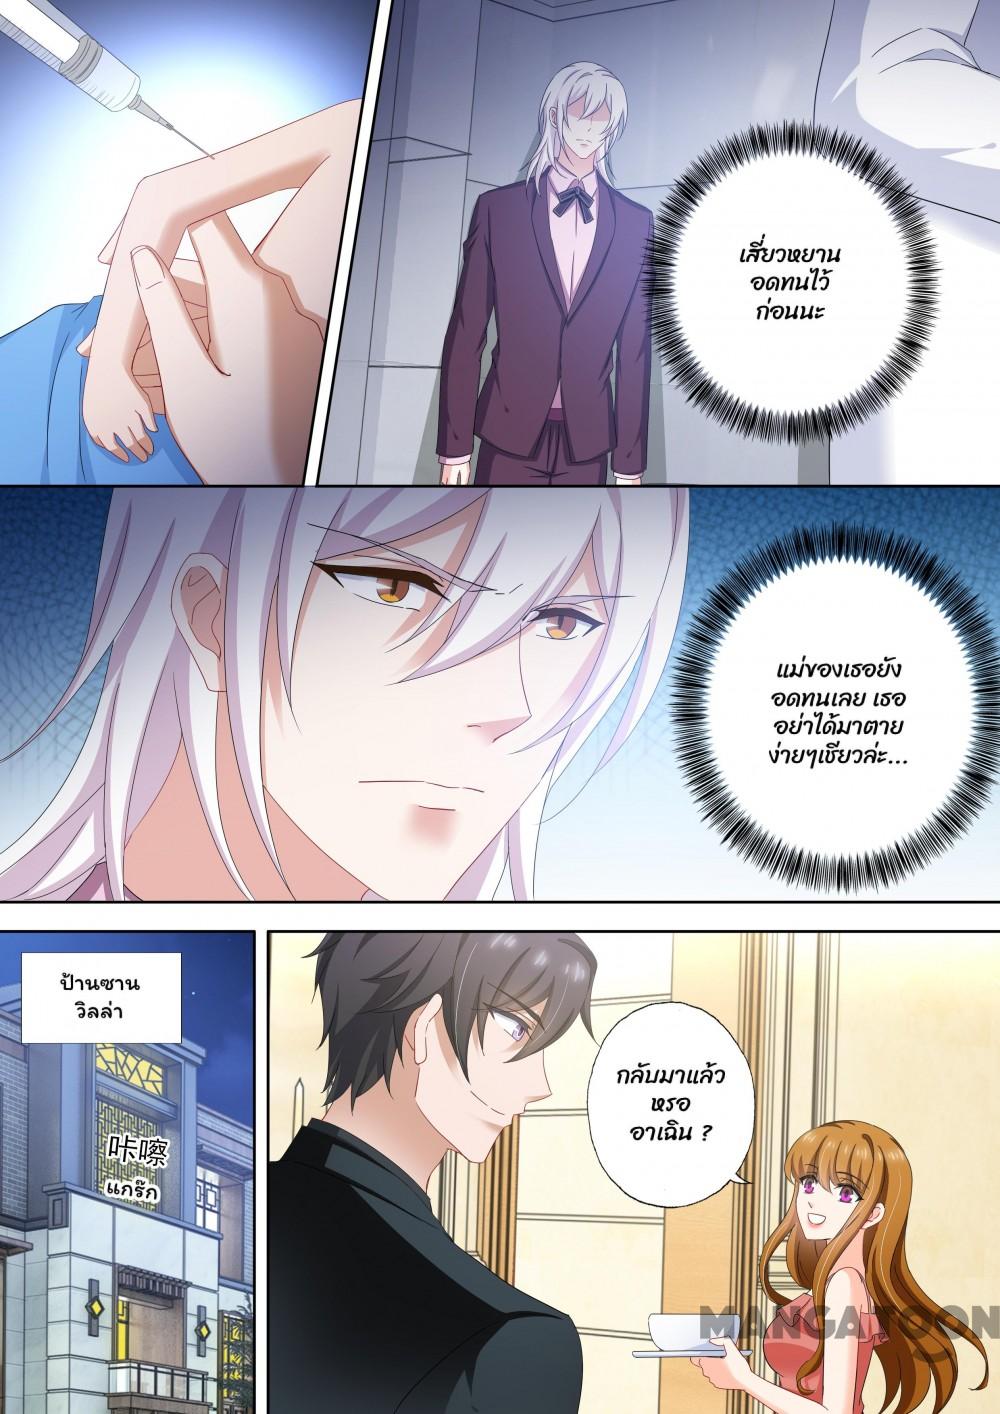 เสี่ยวหยาน
อดทนไว้
ก่อนนะ
แม่ของเธอยัง
อดทนเลย เธอ
อย่าได้มาตาย
ง่ายๆเชียวล่ะ...
ป้านซาน
วิลล่า
咔嚓
แกร๊ก
กลับมาแล้ว
หรอ
อาเฉิน ?
MANGATOON